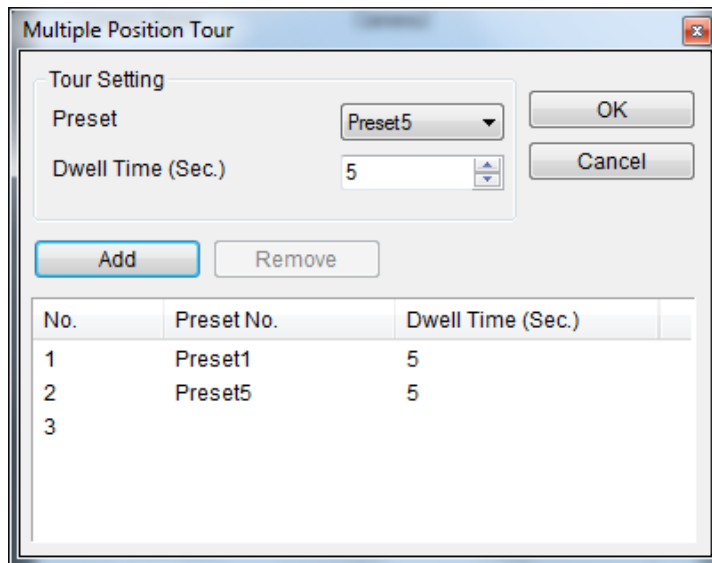 Multiple Position Tour
Tour Setting
Preset Preset5 OK
Dwell Time (Sec.) 5 Cancel
Add Remove
No. Preset No. Dwell Time (Sec.)
1 Preset1 5
2 Preset5 5
3